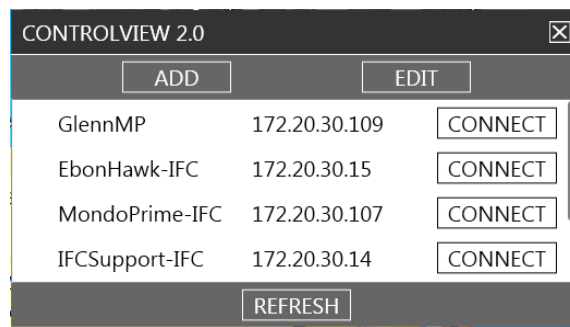 CONTROLVIEW 2.0
ADD EDIT
GlennMP 172.20.30.109 CONNECT
EbonHawk-IFC 172.20.30.15 CONNECT
MondoPrime-IFC 172.20.30.107 CONNECT
IFCSupport-IFC 172.20.30.14 CONNECT
REFRESH